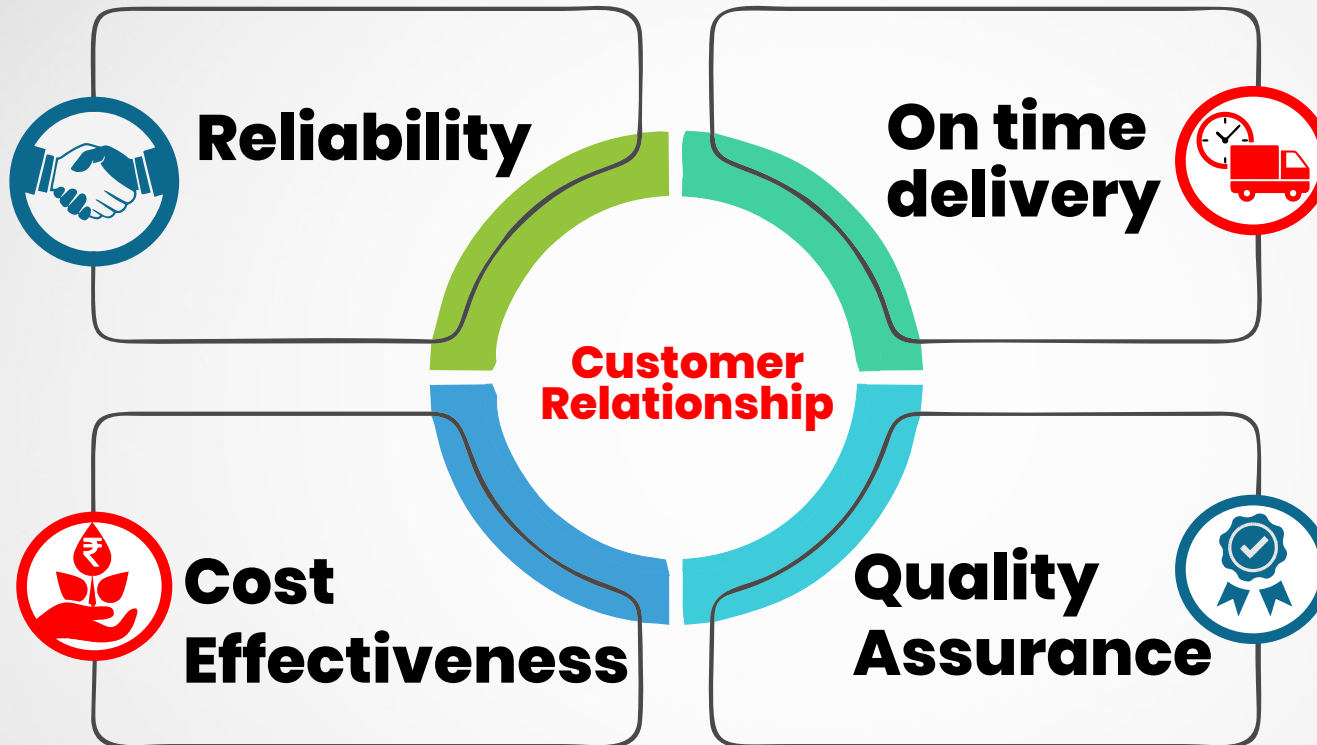 Reliability
On time
delivery
Customer
Relationship
₹
Cost
Effectiveness
Quality
Assurance